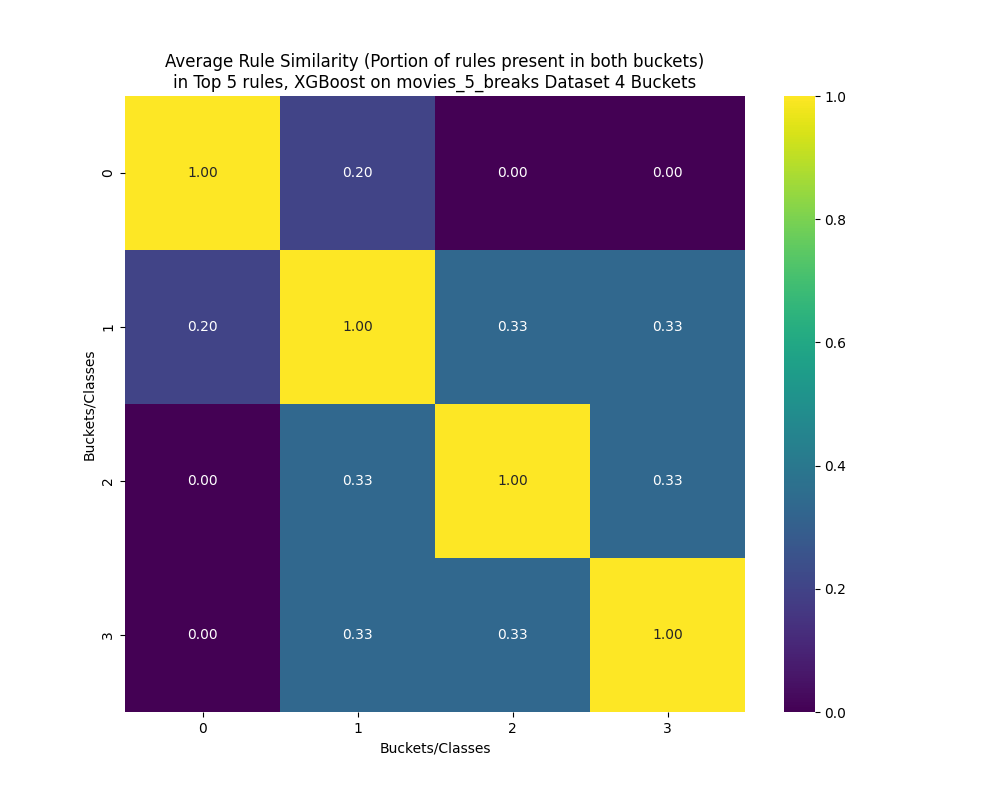 Average Rule Similarity (Portion of rules present in both buckets)
in Top 5 rules, XGBoost on movies_5_breaks Dataset 4 Buckets
0 1.00 0.20 0.00 0.00
1 0.20 1.00 0.33 0.33
2 0.00 0.33 1.00 0.33
3 0.00 0.33 0.33 1.00
0 1 2 3
Buckets/Classes
Buckets/Classes
1.0
0.8
0.6
0.4
0.2
0.0